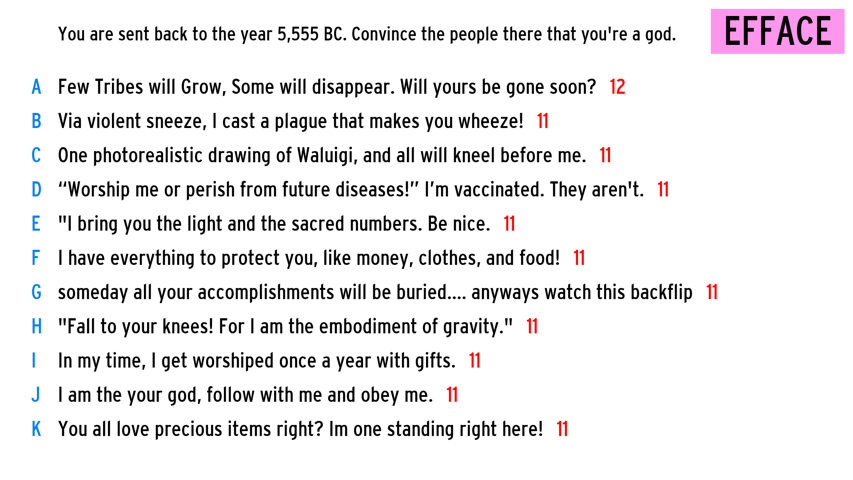 You are sent back to the year 5,555 BC. Convince the people there that you're a god.
EFFACE
A Few Tribes will Grow, Some will disappear. Will yours be gone soon? 12
B Via violent sneeze, I cast a plague that makes you wheeze! 11
C One photorealistic drawing of Waluigi, and all will kneel before me. 11
D “Worship me or perish from future diseases!” I’m vaccinated. They aren't. 11
E "I bring you the light and the sacred numbers. Be nice. 11
F I have everything to protect you, like money, clothes, and food! 11
G someday all your accomplishments will be buried.... anyways watch this backflip 11
H "Fall to your knees! For I am the embodiment of gravity." 11
I In my time, I get worshiped once a year with gifts. 11
J I am the your god, follow with me and obey me. 11
K You all love precious items right? Im one standing right here! 11